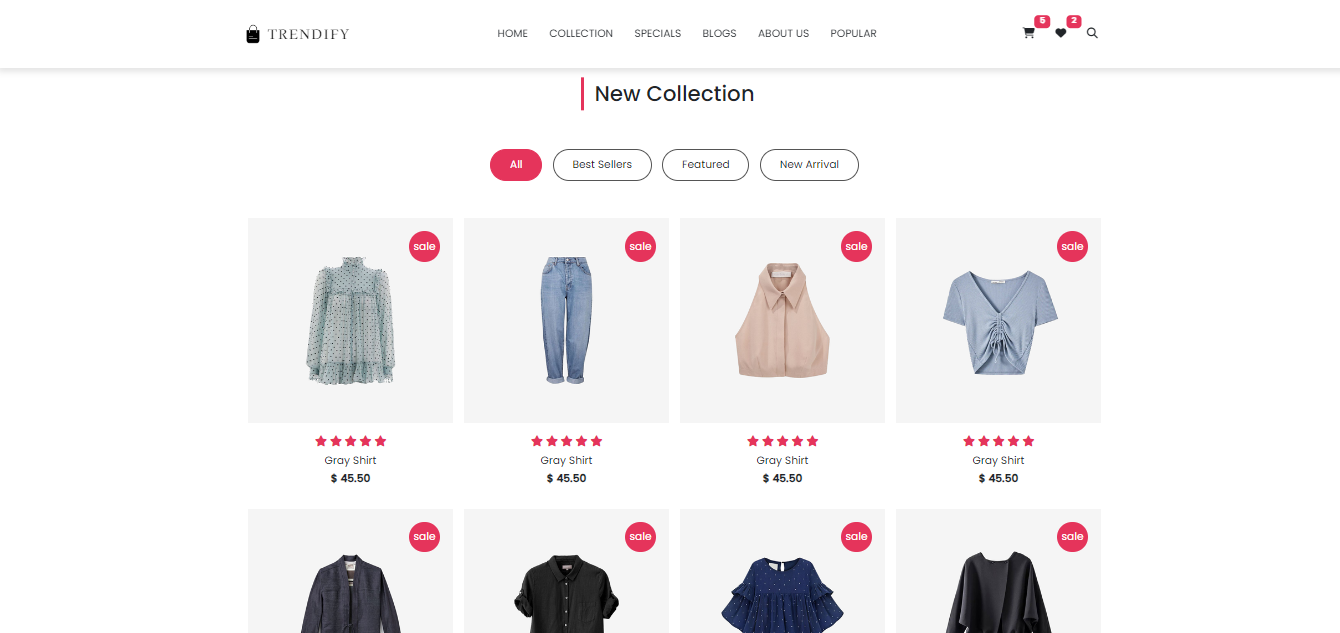 TRENDIFY
HOME COLLECTION SPECIALS BLOGS ABOUT US POPULAR
5 2
New Collection
All Best Sellers Featured New Arrival
sale sale sale sale
Gray Shirt Gray Shirt Gray Shirt Gray Shirt
$ 45.50 $ 45.50 $ 45.50 $ 45.50
sale sale sale sale